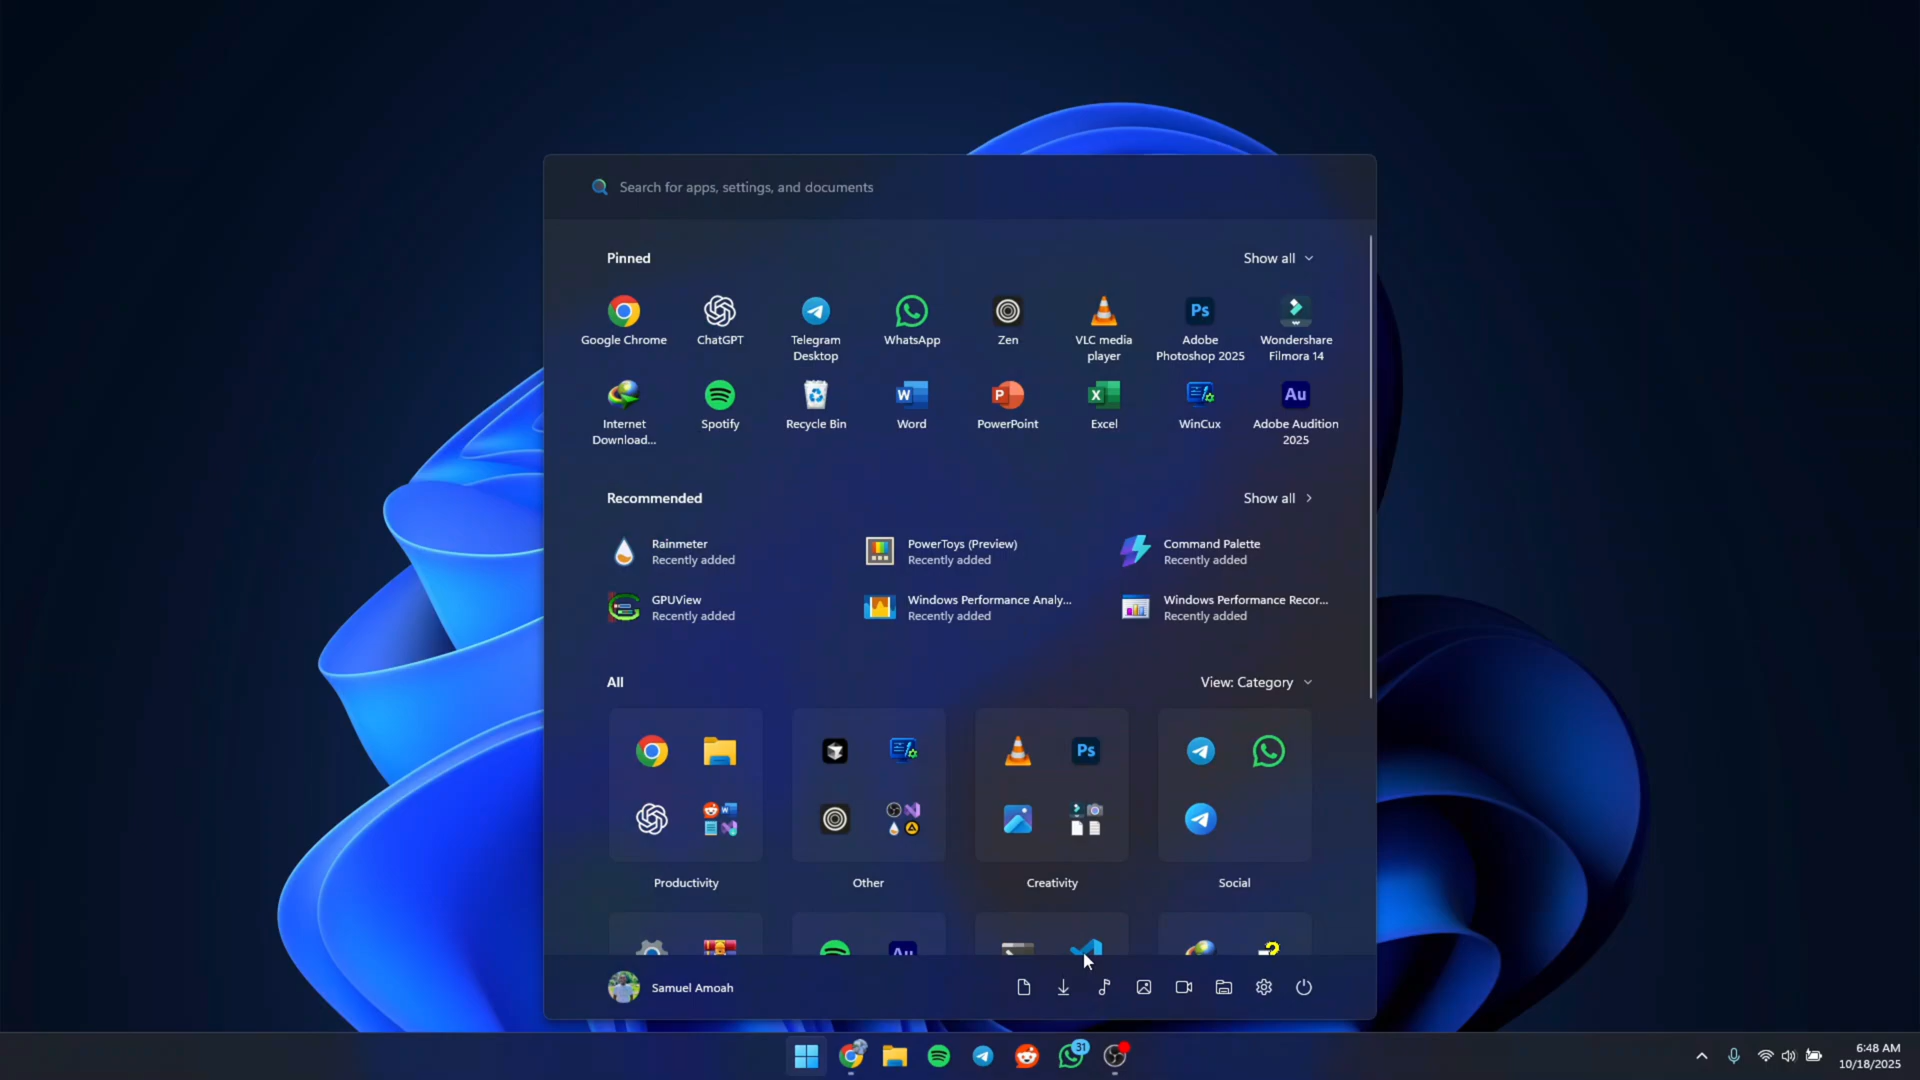 Search for apps, settings, and documents
Pinned
Show all
Google Chrome
ChatGPT
Telegram
Desktop
WhatsApp
Zen
VLC media
player
Adobe
Photoshop 2025
Wondershare
Filmora 14
Internet
Download...
Spotify
Recycle Bin
Word
PowerPoint
Excel
WinCux
Adobe Audition
2025
Ps
W
P
X
Au
Recommended
Show all
Rainmeter
Recently added
PowerToys (Preview)
Recently added
Command Palette
Recently added
GPUView
Recently added
Windows Performance Analy...
Recently added
Windows Performance Recor...
Recently added
All
View: Category
Ps
Productivity
Other
Creativity
Social
Au
?
Samuel Amoah
31
6:48 AM
10/18/2025